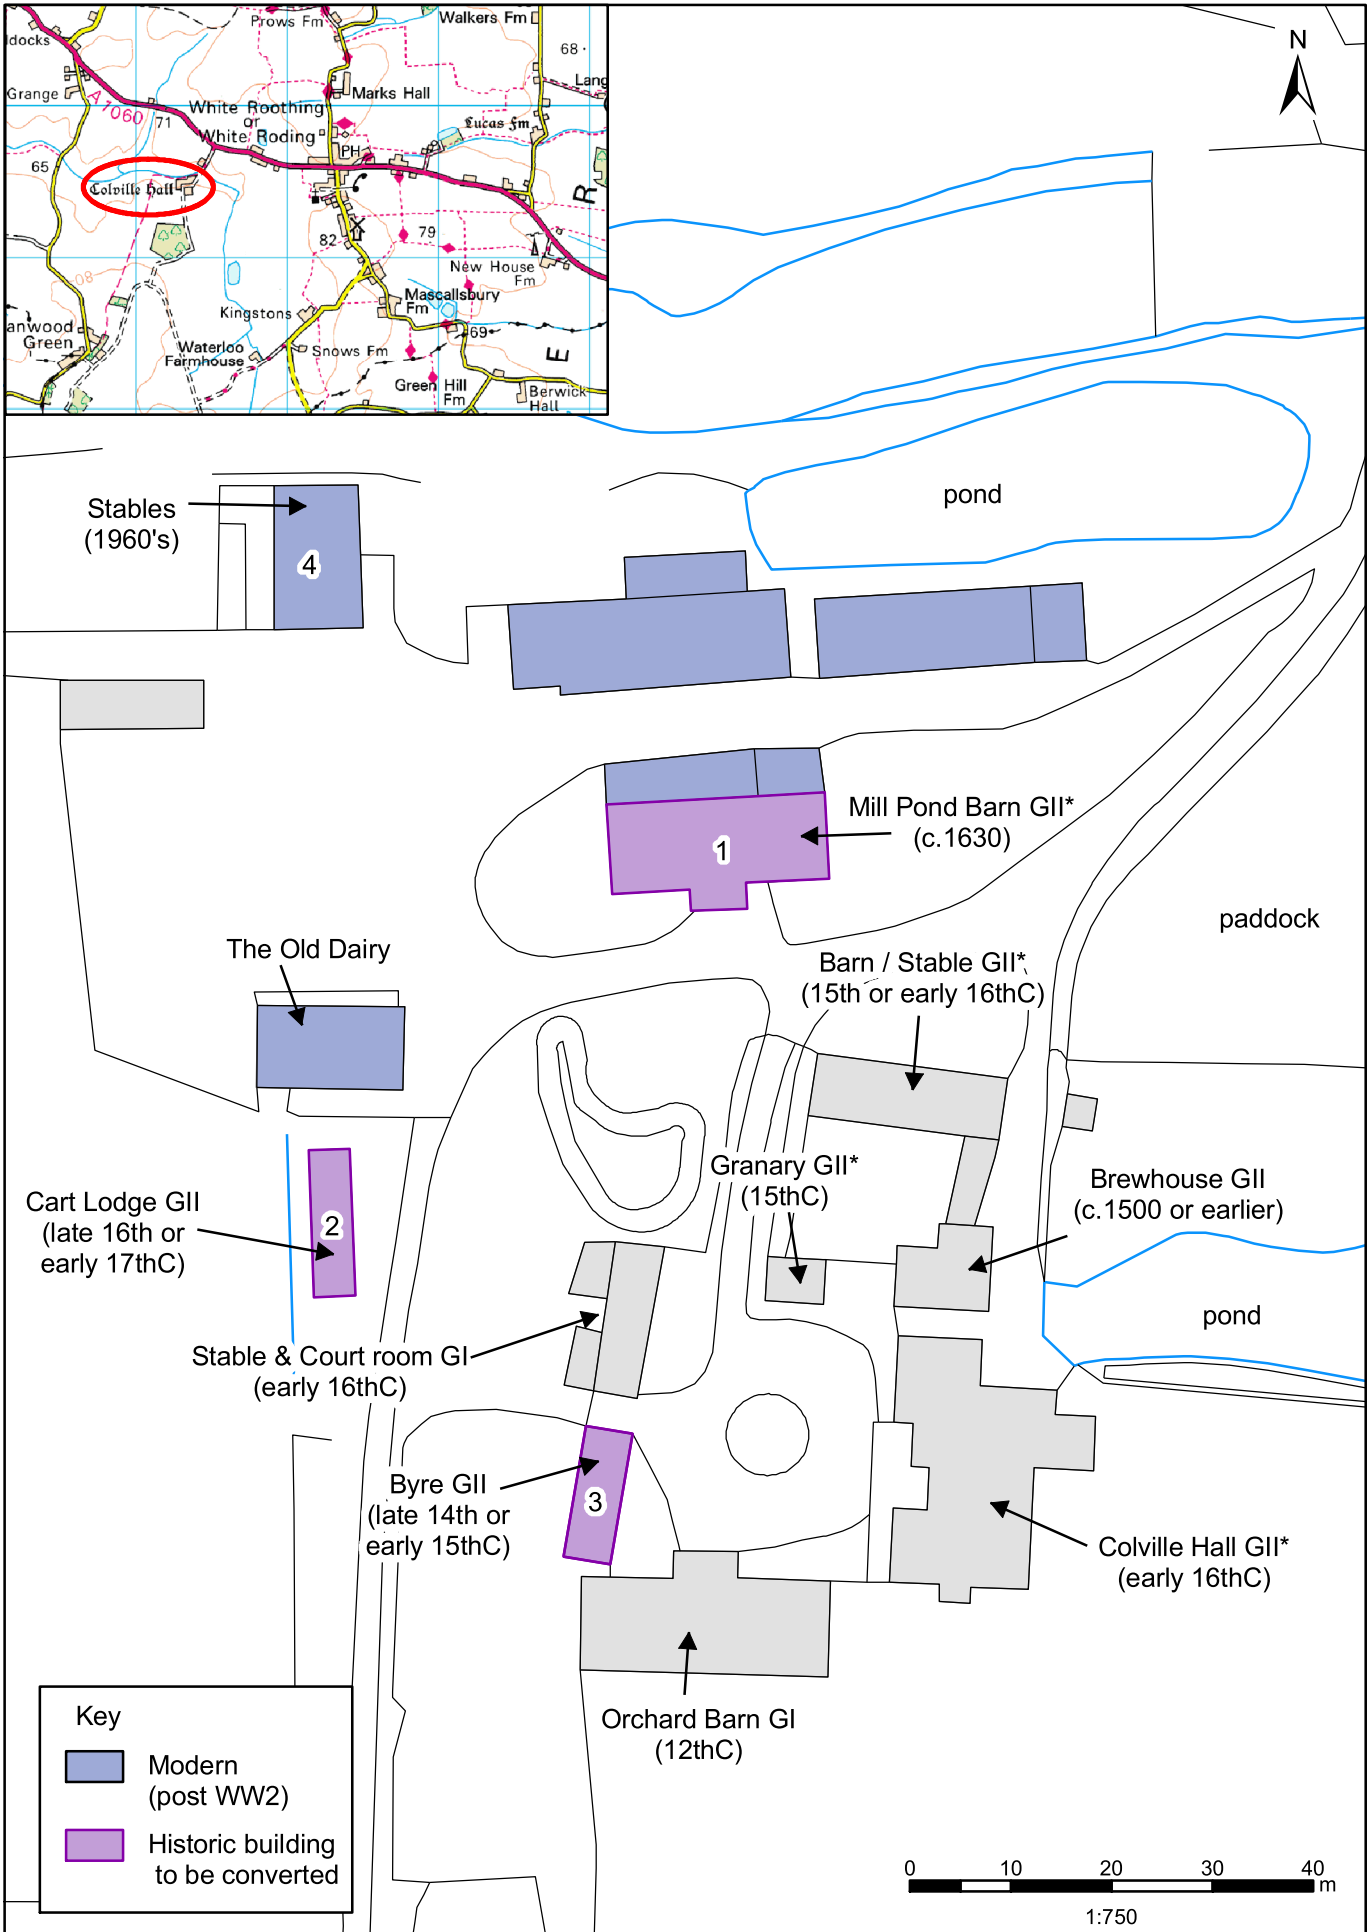 Prows Fm
Walkers Fm
ldocks
68
Grange
A1060
71
Marks Hall
Lang
White Roothing
or
White Roding
Lucas Fm
PH
65
Colville Hall
R
82
79
New House
Fm
80
Mascallsbury
Fm
Kingstons
anwood
Green
69
Waterloo
Farmhouse
Snows Fm
E
Green Hill
Fm
Berwick
Hall
N
Stables
(1960's)
4
pond
Mill Pond Barn GII*
(c.1630)
1
paddock
The Old Dairy
Barn / Stable GII*
(15th or early 16thC)
Granary GII*
(15thC)
Brewhouse GII
(c.1500 or earlier)
Cart Lodge GII
(late 16th or
early 17thC)
2
pond
Stable & Court room GI
(early 16thC)
Byre GII
(late 14th or
early 15thC)
3
Colville Hall GII*
(early 16thC)
Orchard Barn GI
(12thC)
Key
Modern
(post WW2)
Historic building
to be converted
0 10 20 30 40
m
1:750